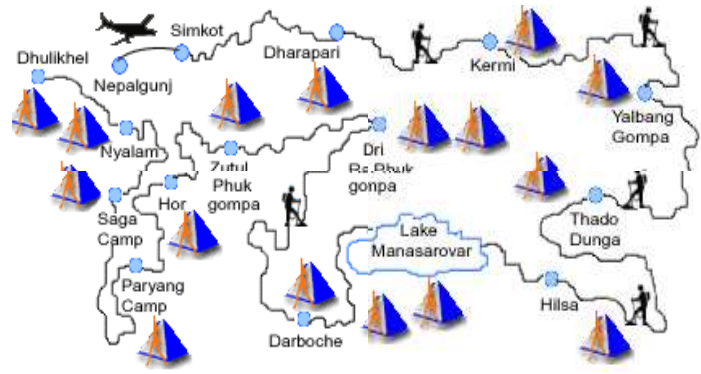 Simkot
Dharapari
Kermi
Dhulikhel
Nepalgunj
Yalbang
Gompa
Nyalam
Zutul
Phuk
gompa
Dri
gonpa
Hor
Saga
Camp
Thado
Dunga
Lake
Manasarovar
Paryang
Camp
Hilsa
Darboche